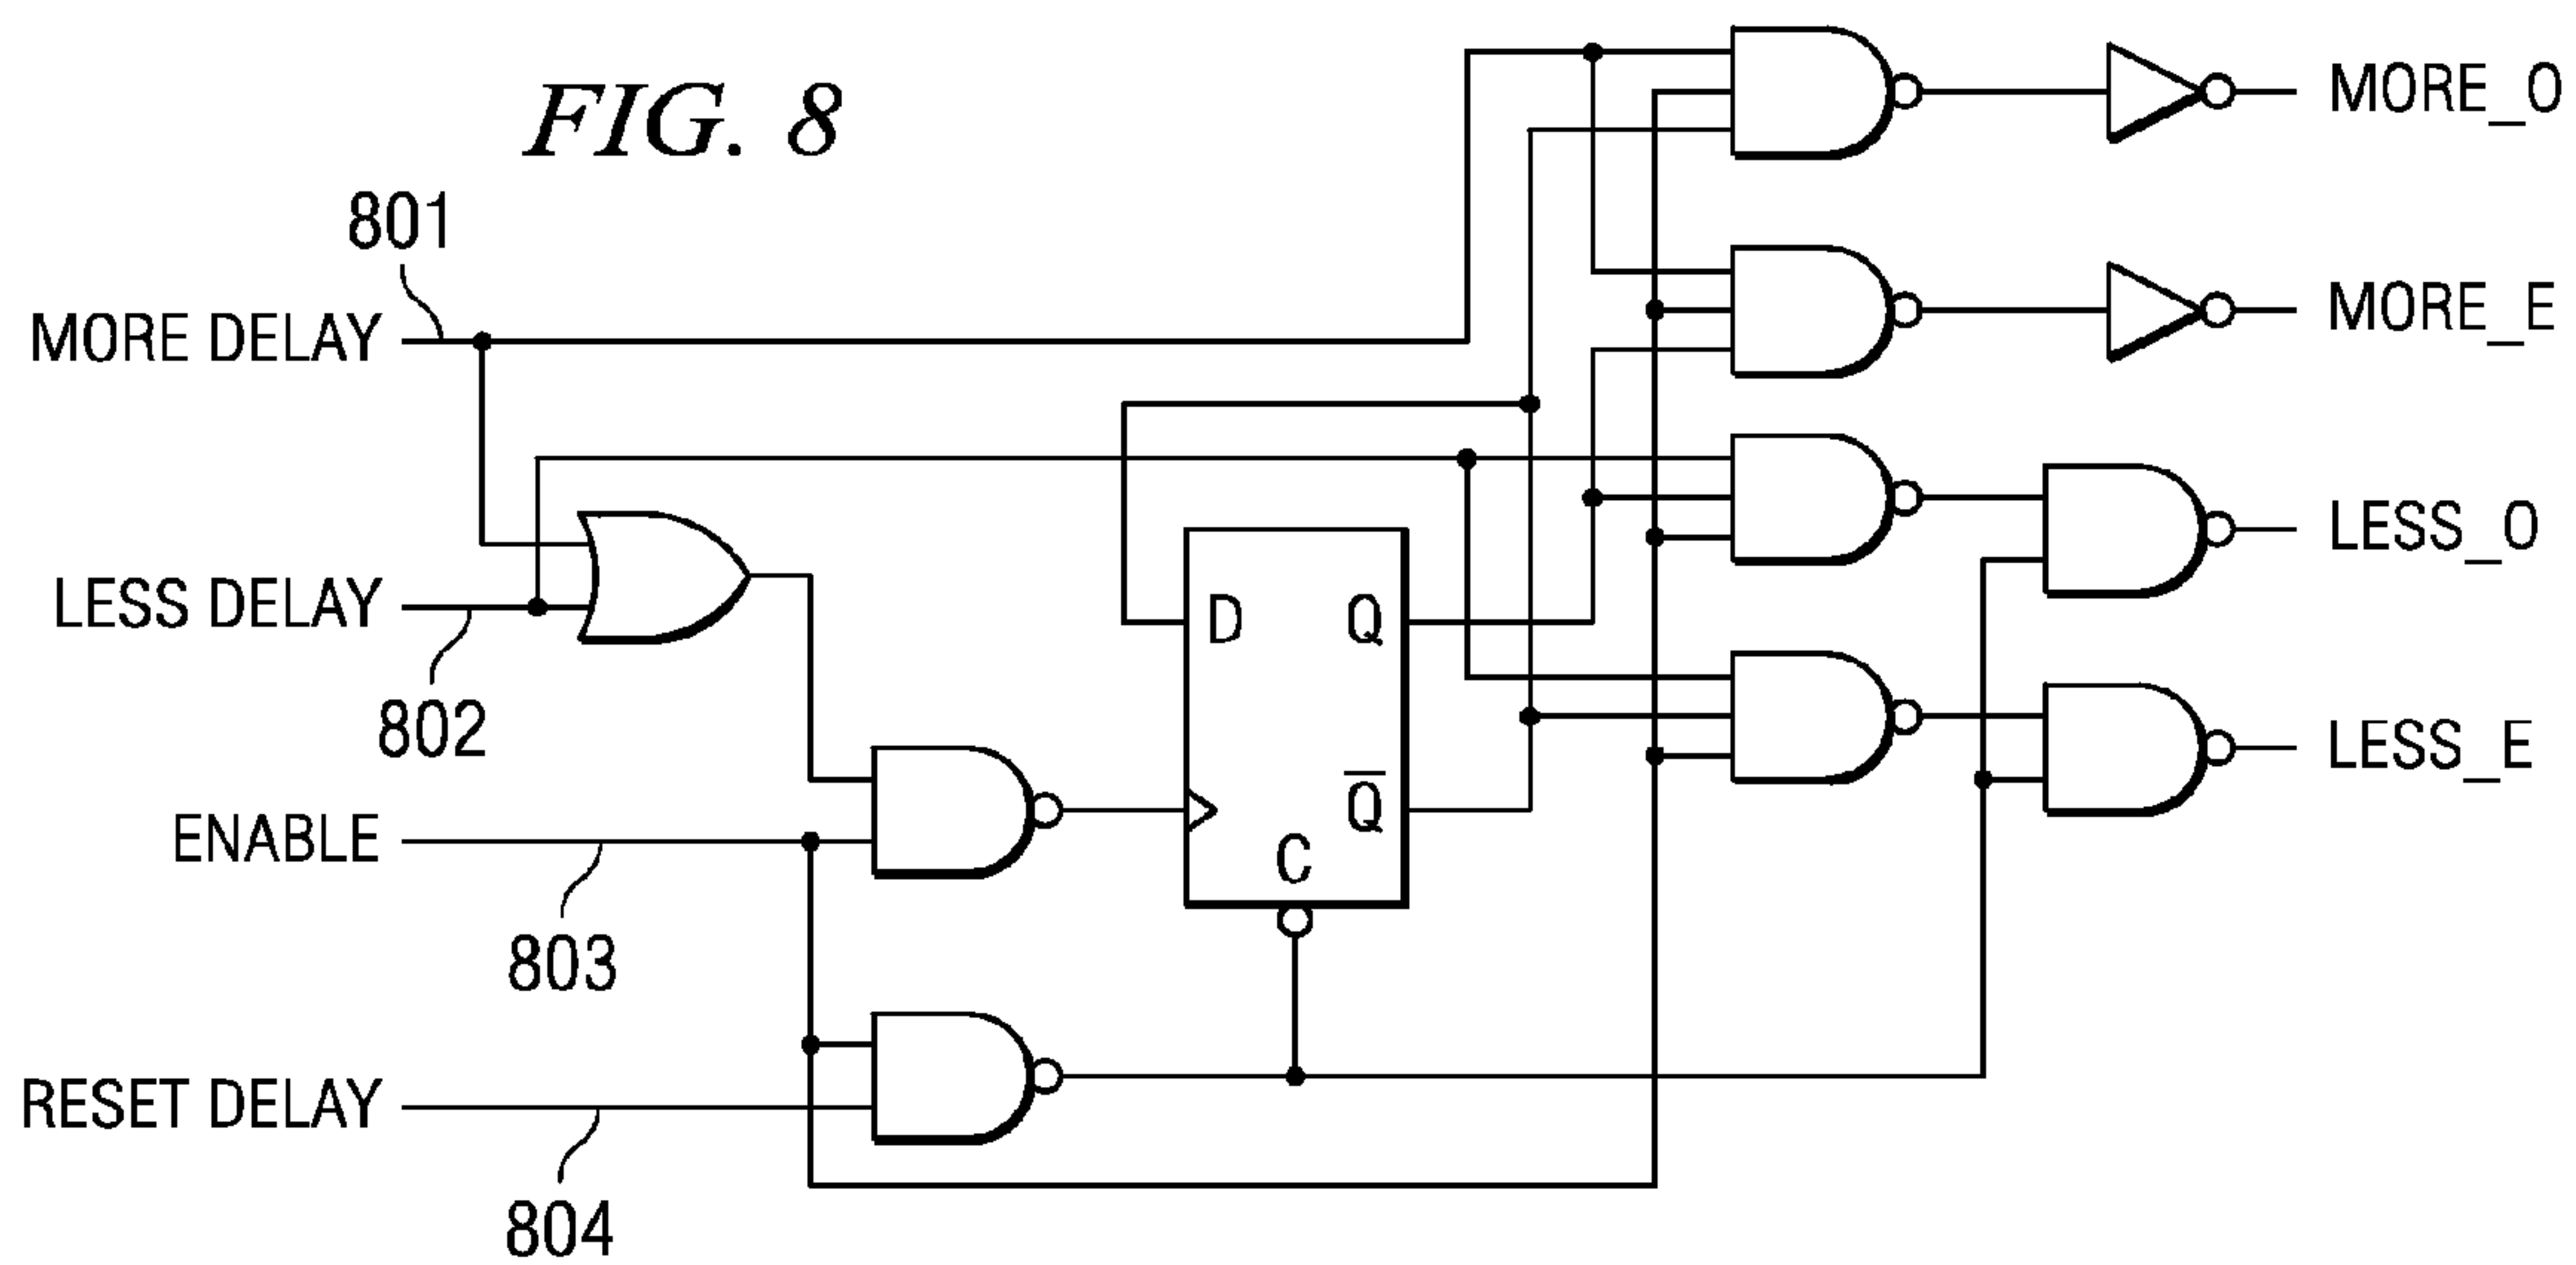 FIG. 8
801
MORE DELAY
LESS DELAY
802
ENABLE
803
RESET DELAY
804
D
Q
Q̅
C
MORE_O
MORE_E
LESS_O
LESS_E